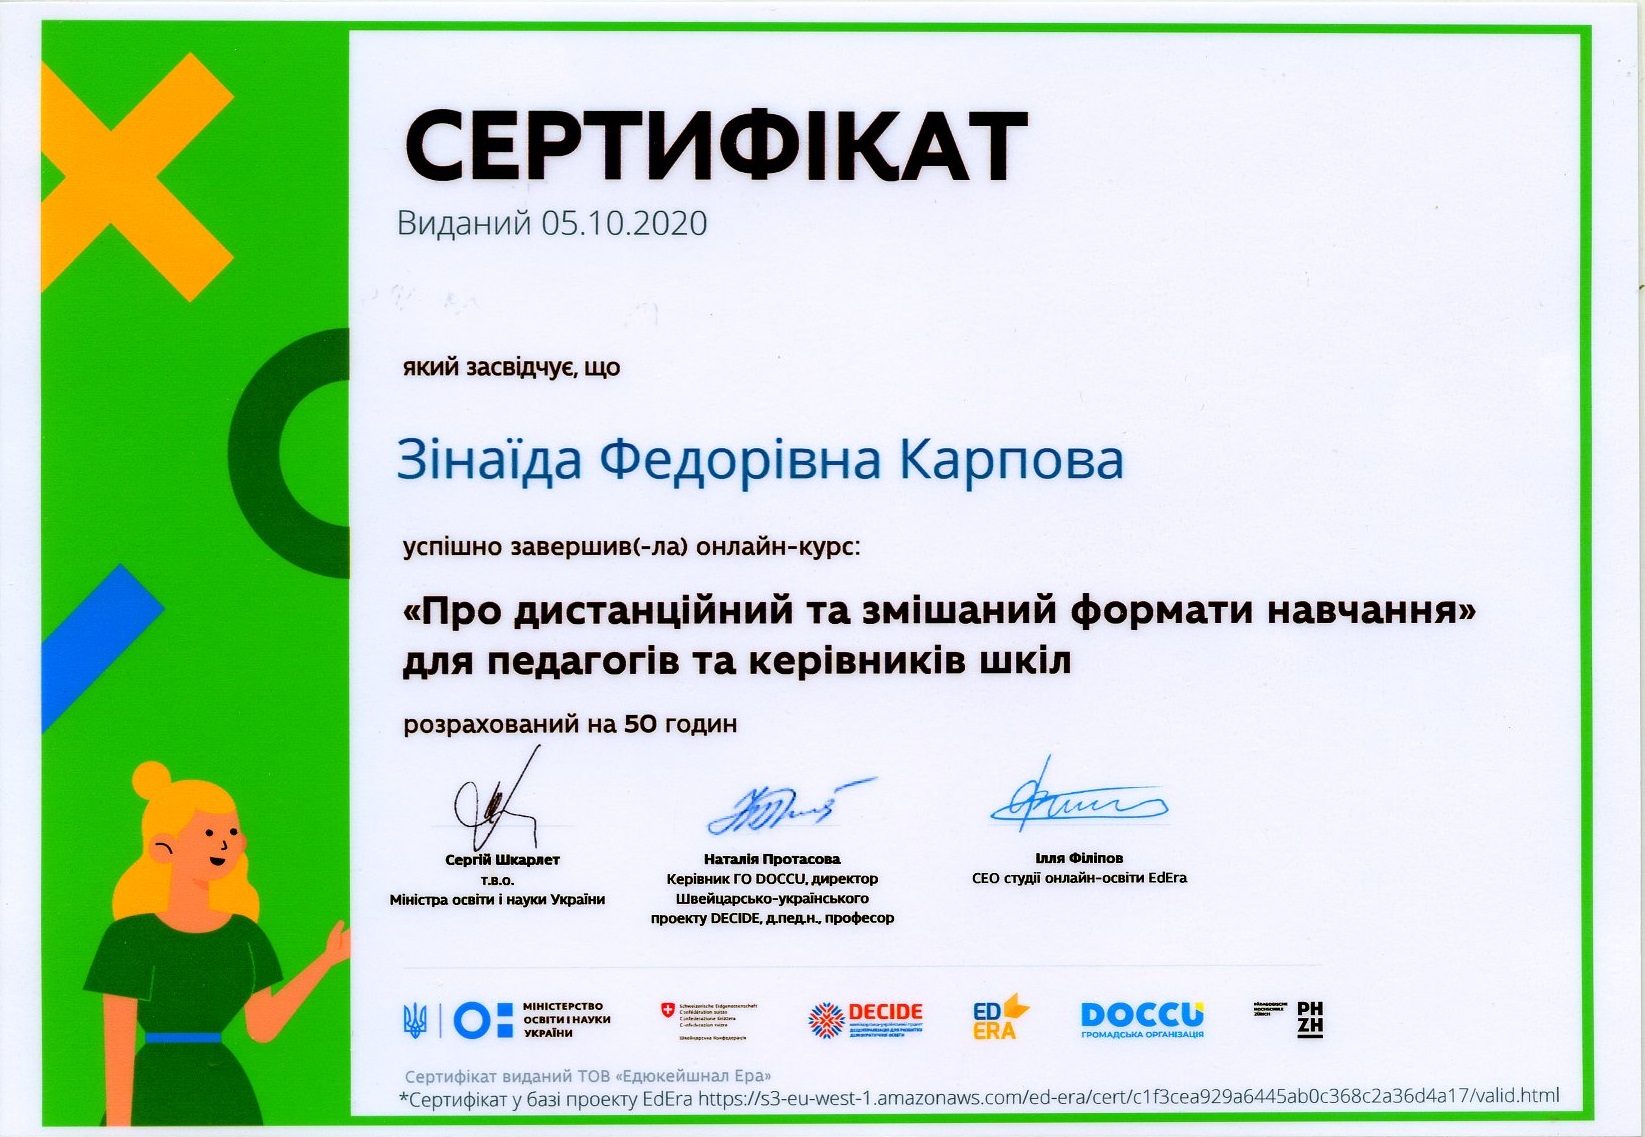 СЕРТИФІКАТ
Виданий 05.10.2020
який засвідчує, що
Зінаїда Федорівна Карпова
успішно завершив(-ла) онлайн-курс:
«Про дистанційний та змішаний формати навчання»
для педагогів та керівників шкіл
розрахований на 50 годин
Сергій Шкарлет
т.в.о.
Міністра освіти і науки України
Наталія Протасова
Керівник ГО DOCCU, директор
Швейцарсько-українського
проекту DECIDE, д.пед.н., професор
Ілля Філіпов
CEO студії онлайн-освіти EdEra
МІНІСТЕРСТВО
ОСВІТИ І НАУКИ
УКРАЇНИ
Schweizerische Eidgenossenschaft
Confédération suisse
Confederazione Svizzera
Confederaziun svizra
Швейцарська Конфедерація
DECIDE
ED
ERA
DOCCU
ГРОМАДСЬКА ОРГАНІЗАЦІЯ
PH
ZH
Сертифікат виданий ТОВ «Едюкейшнал Ера»
*Сертифікат у базі проекту EdEra https://s3-eu-west-1.amazonaws.com/ed-era/cert/c1f3cea929a6445ab0c368c2a36d4a17/valid.html